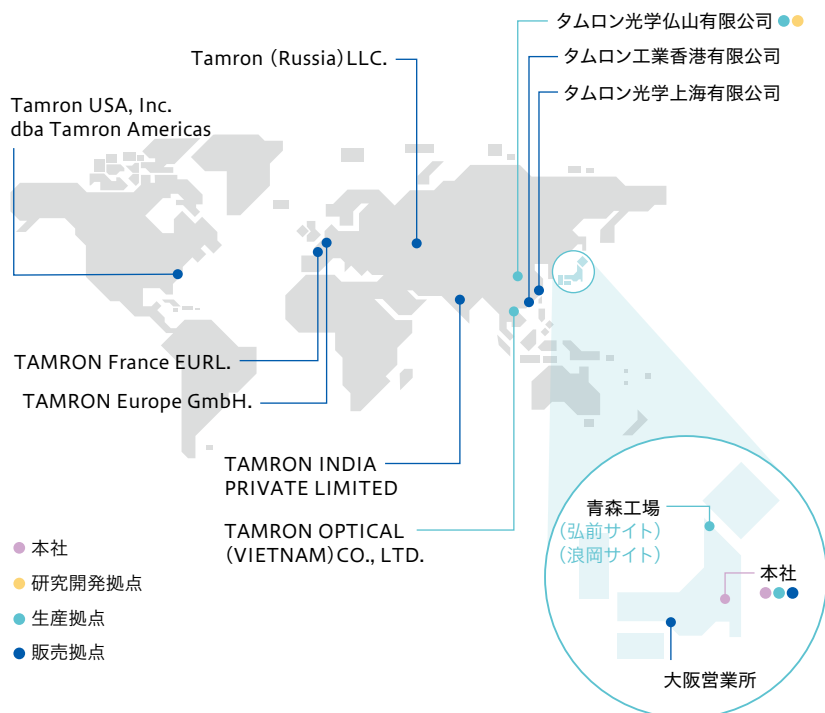 タムロン光学仏山有限公司
Tamron (Russia) LLC.
タムロン工業香港有限公司
タムロン光学上海有限公司
Tamron USA, Inc.
dba Tamron Americas
TAMRON France EURL.
TAMRON Europe GmbH.
TAMRON INDIA
PRIVATE LIMITED
TAMRON OPTICAL
(VIETNAM) CO., LTD.
青森工場
(弘前サイト)
(浪岡サイト)
本社
大阪営業所
本社
研究開発拠点
生産拠点
販売拠点